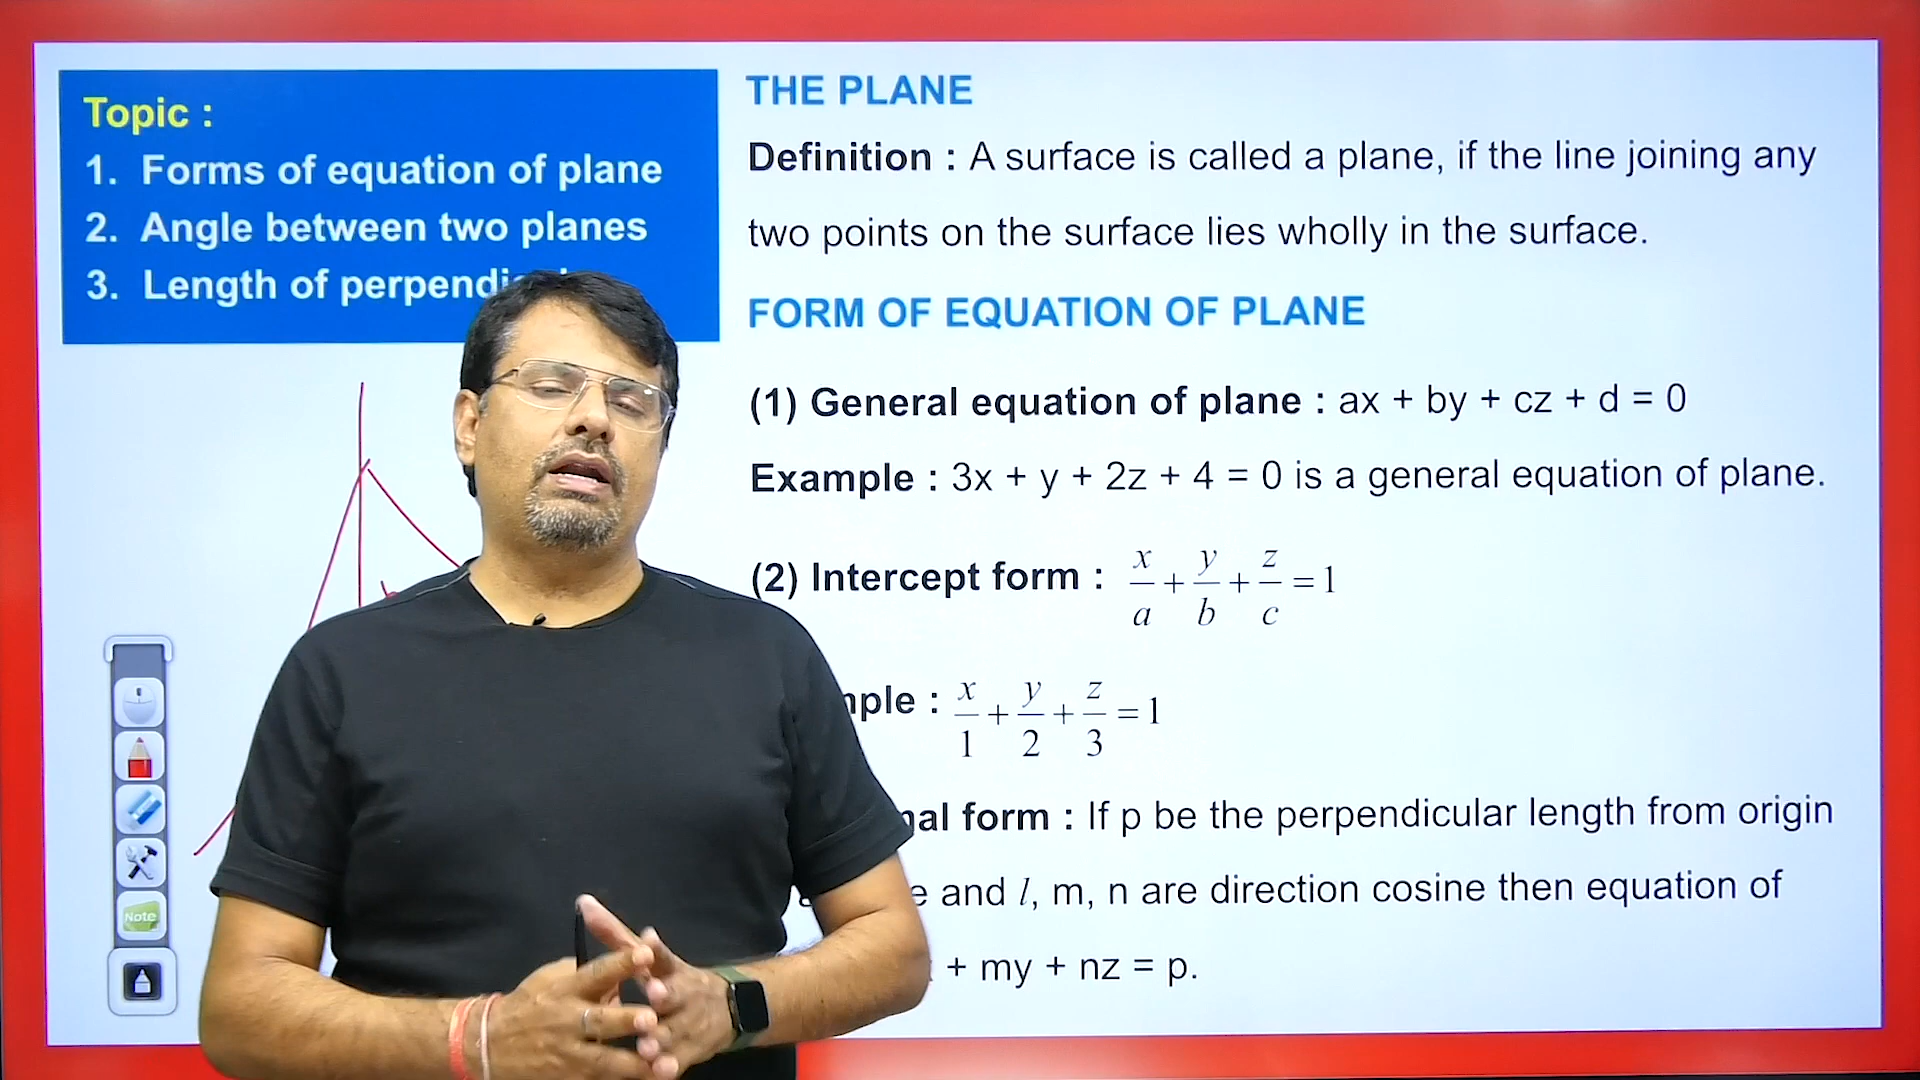 Topic :
1. Forms of equation of plane
2. Angle between two planes
3. Length of
THE PLANE
Definition : A surface is called a plane, if the line joining any
two points on the surface lies wholly in the surface.
FORM OF EQUATION OF PLANE
(1) General equation of plane : ax + by + cz + d = 0
Example : 3x + y + 2z + 4 = 0 is a general equation of plane.
(2) Intercept form : x/a + y/b + z/c = 1
: x/1 + y/2 + z/3 = 1
form : If p be the perpendicular length from origin
and l, m, n are direction cosine then equation of
+ my + nz = p.
Note